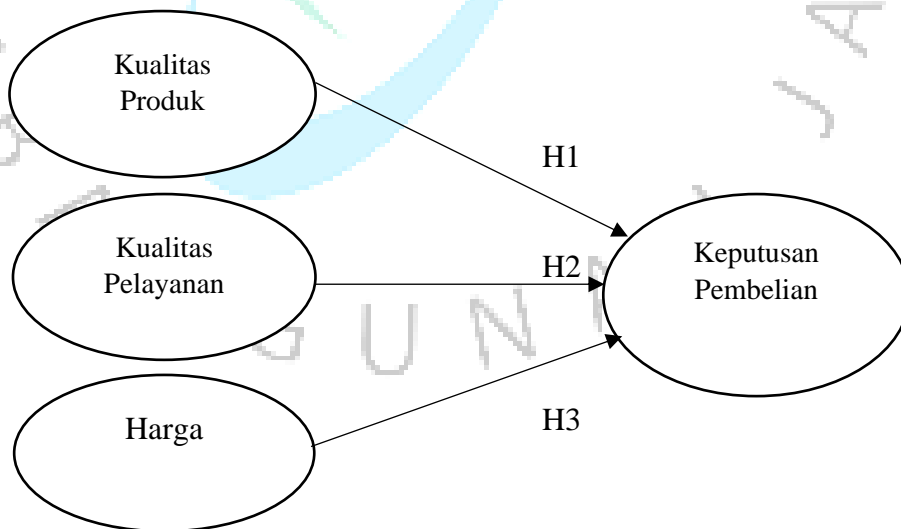 Kualitas
Produk
H1
Kualitas
Pelayanan
H2
Keputusan
Pembelian
Harga
H3